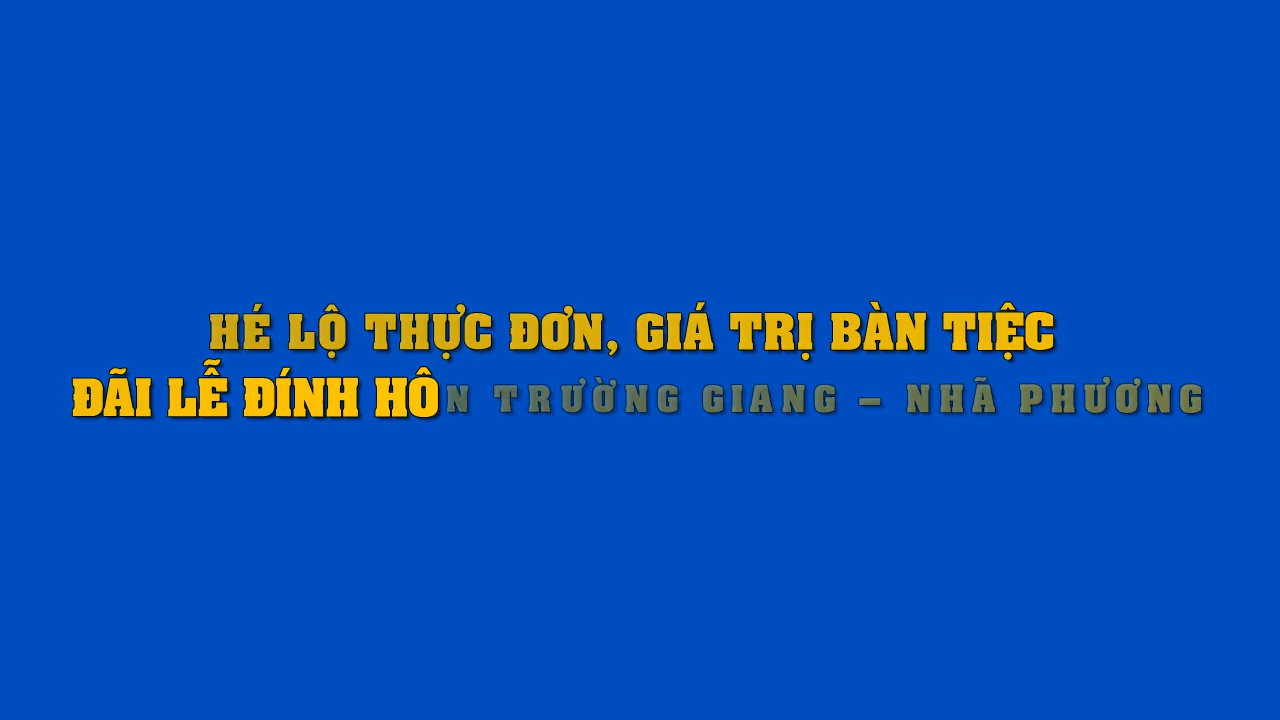 HÉ LỘ THỰC ĐƠN, GIÁ TRỊ BÀN TIỆC
ĐÃI LỄ ĐÍNH HÔN TRƯỜNG GIANG – NHÃ PHƯƠNG